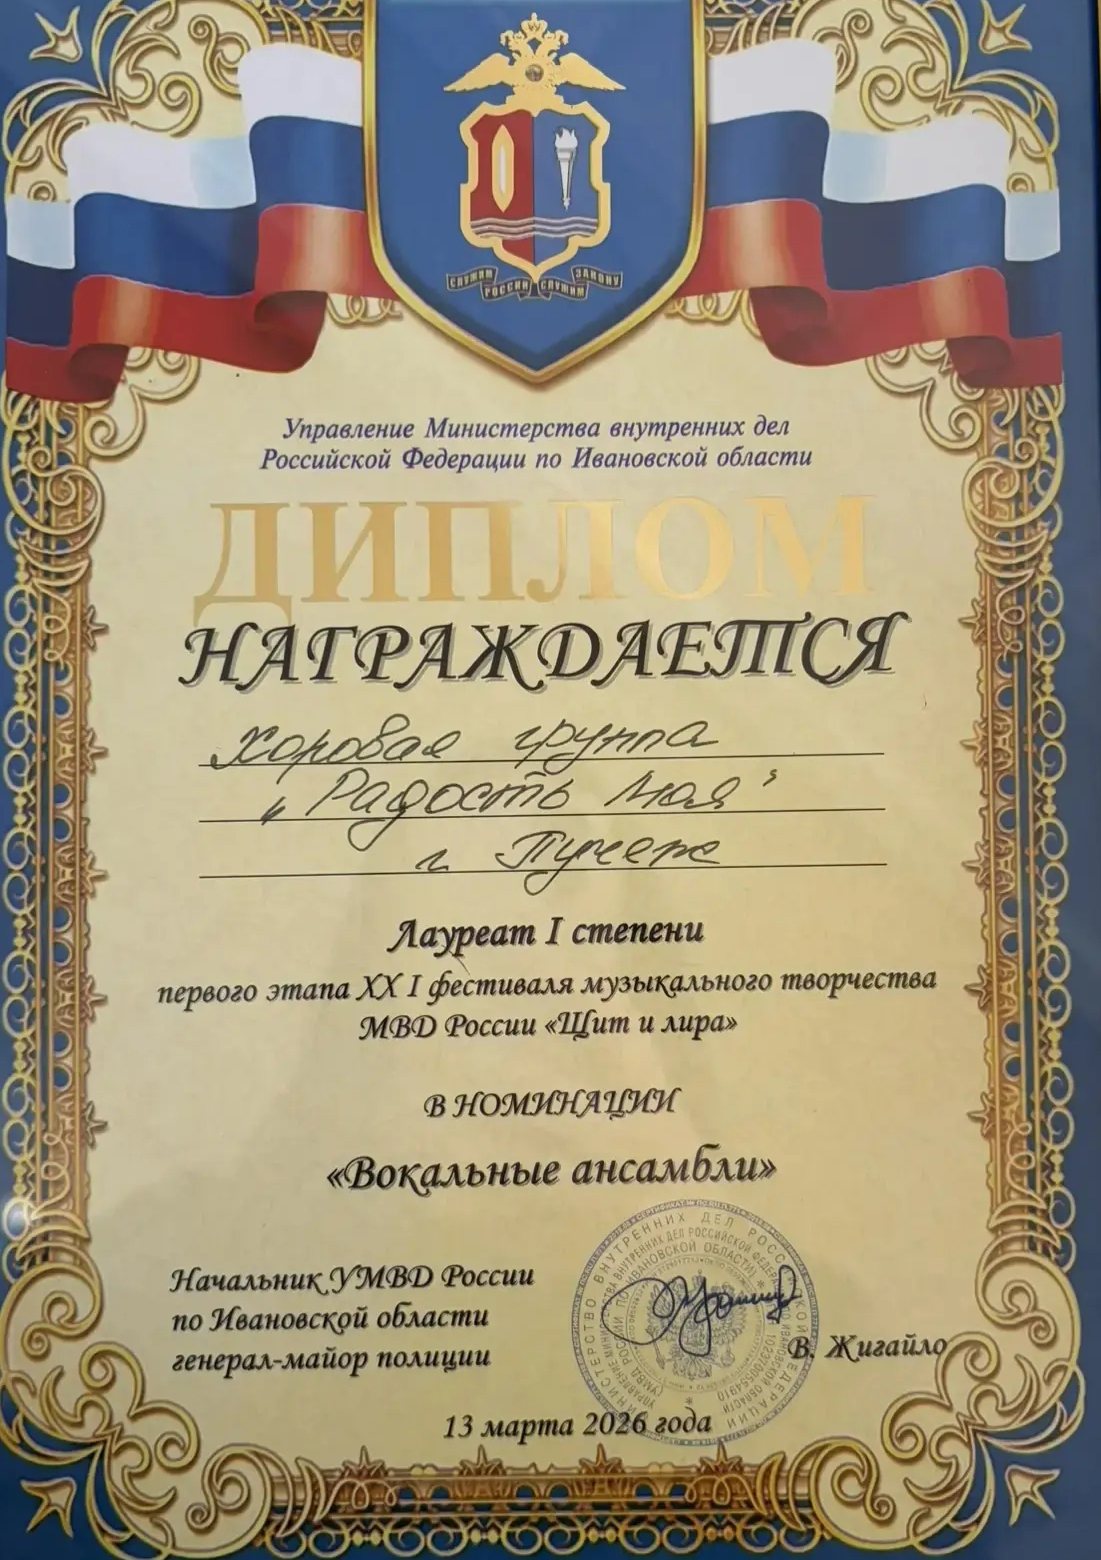 СЛУЖИМ РОССИИ СЛУЖИМ ЗАКОНУ
Управление Министерства внутренних дел
Российской Федерации по Ивановской области
ДИПЛОМ
НАГРАЖДАЕТСЯ
Хоровая группа
"Радость моя"
г. Пучеж
Лауреат I степени
первого этапа XX I фестиваля музыкального творчества
МВД России «Щит и лира»
В НОМИНАЦИИ
«Вокальные ансамбли»
Начальник УМВД России
по Ивановской области
генерал-майор полиции
В. Жигайло
13 марта 2026 года